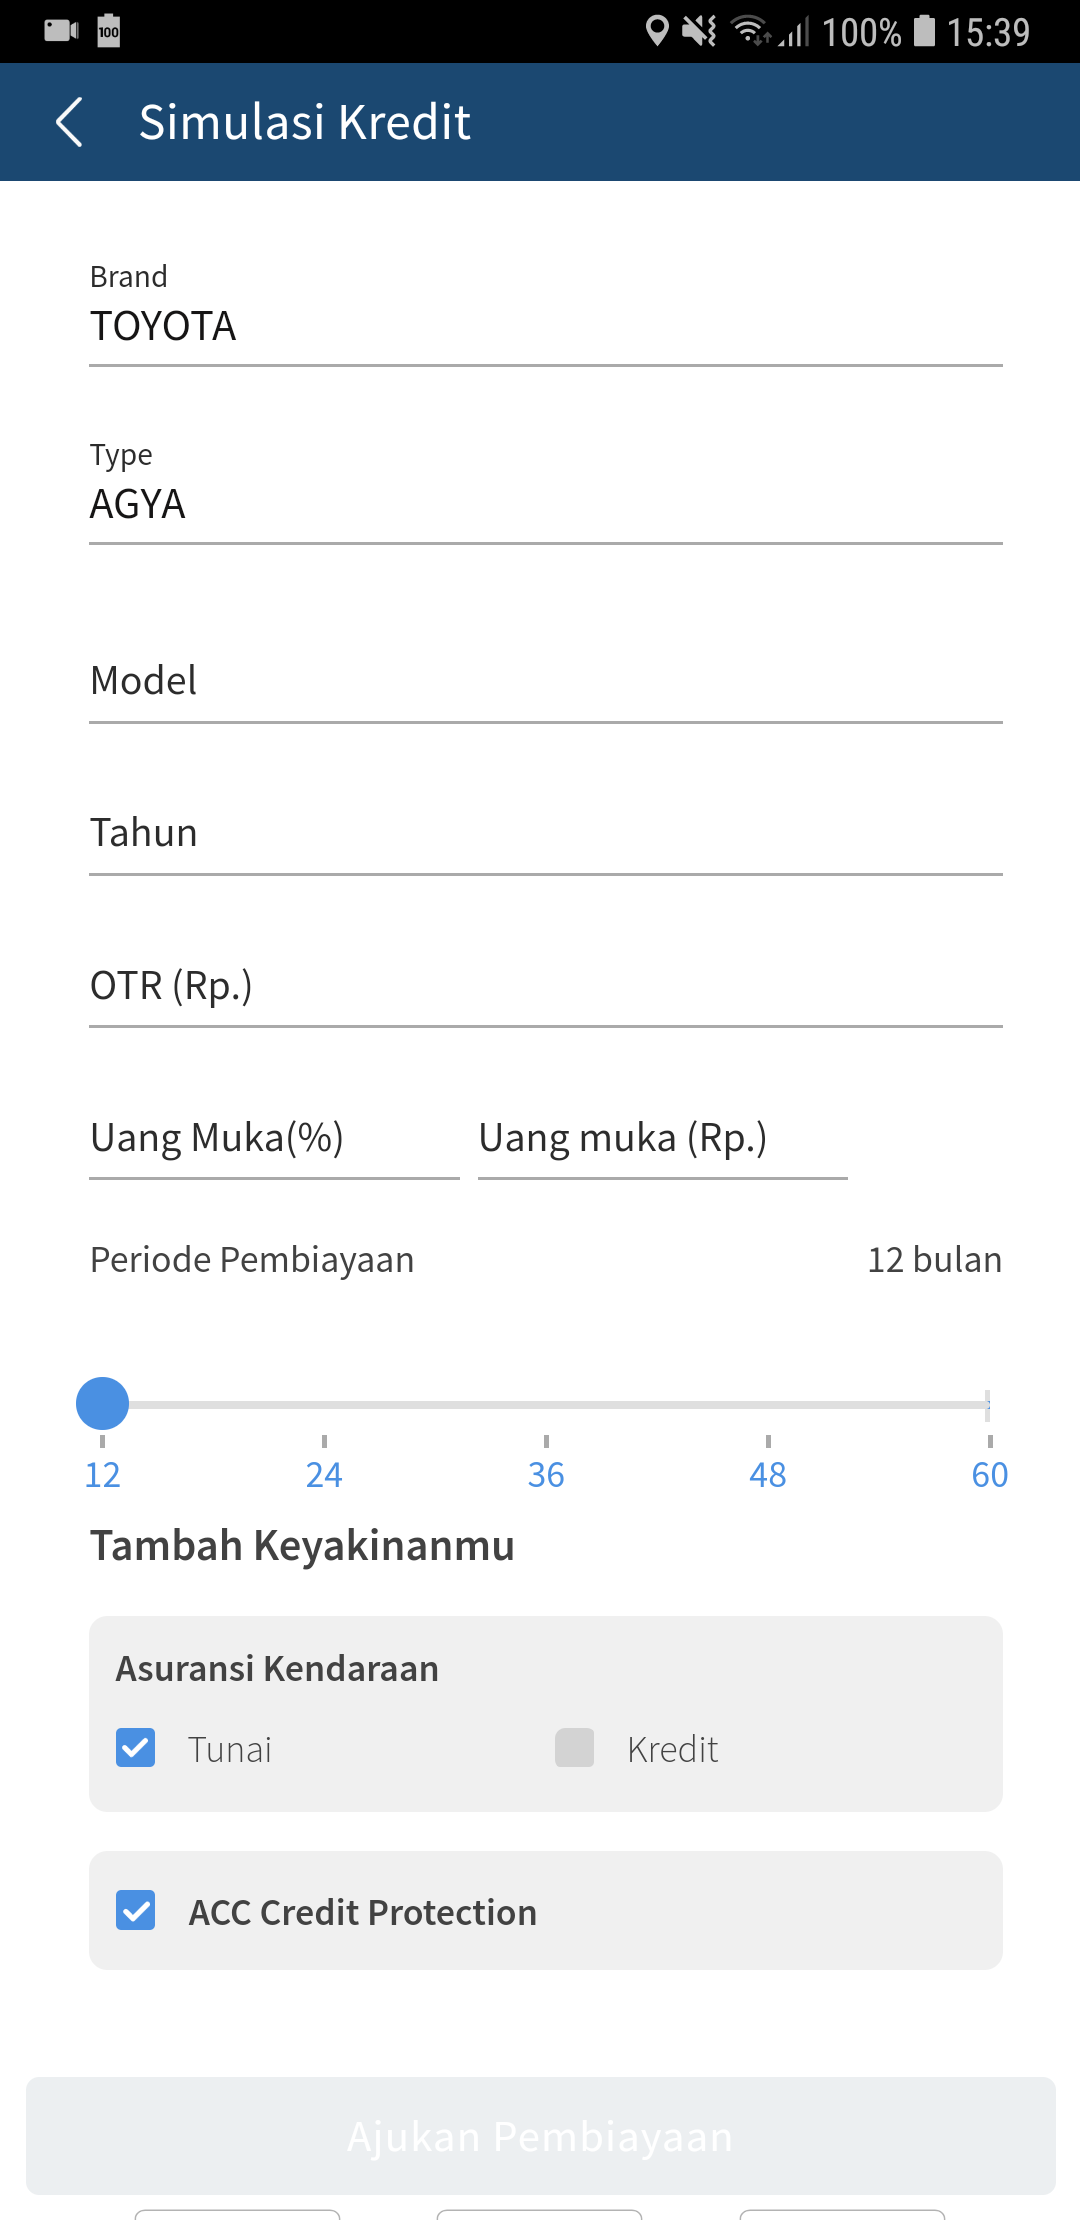 100 100% 15:39
Simulasi Kredit
Brand
TOYOTA
Type
AGYA
Model
Tahun
OTR (Rp.)
Uang Muka(%) Uang muka (Rp.)
Periode Pembiayaan 12 bulan
12 24 36 48 60
Tambah Keyakinanmu
Asuransi Kendaraan
Tunai Kredit
ACC Credit Protection
Ajukan Pembiayaan